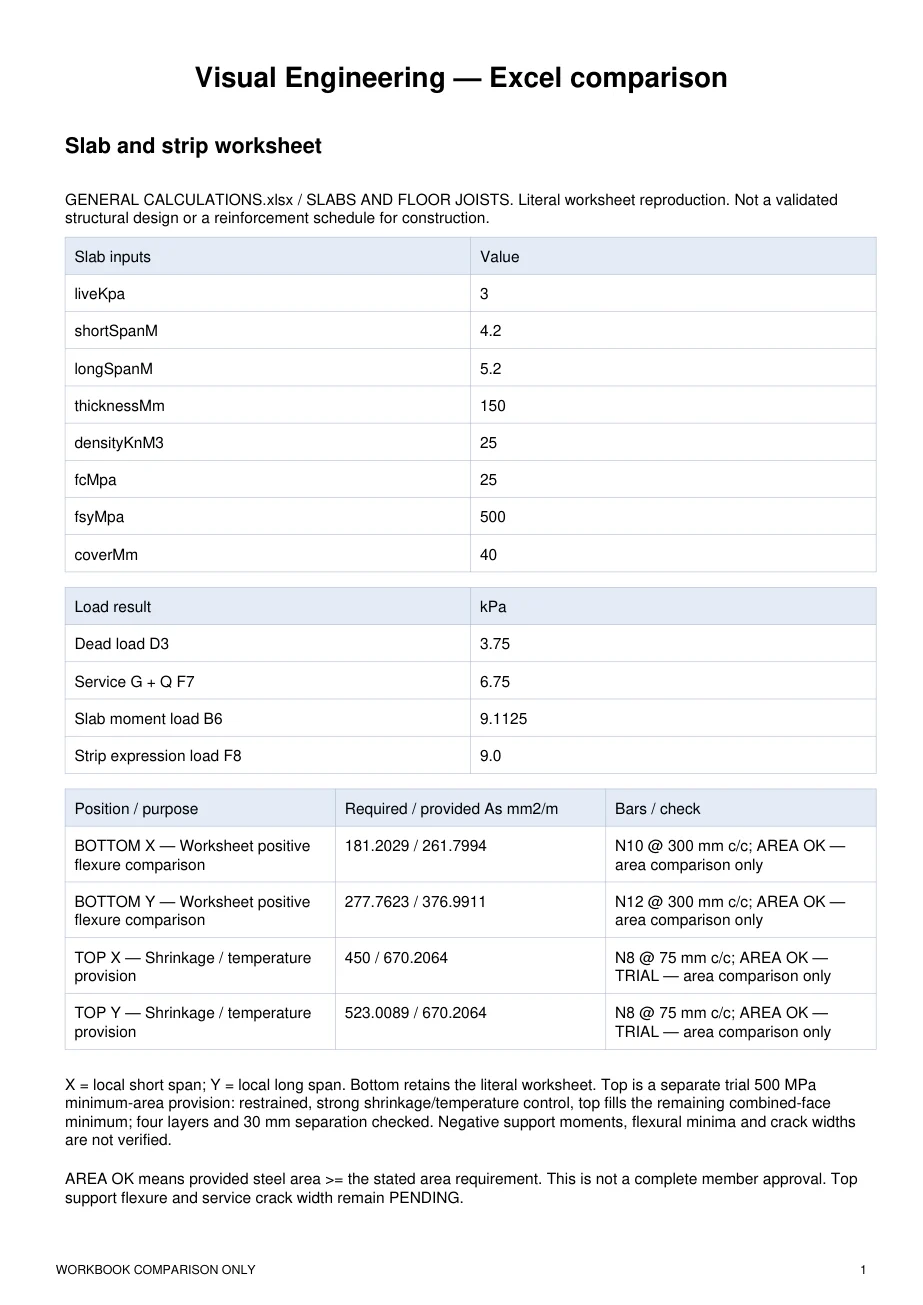 Visual Engineering — Excel comparison
Slab and strip worksheet
GENERAL CALCULATIONS.xlsx / SLABS AND FLOOR JOISTS. Literal worksheet reproduction. Not a validated
structural design or a reinforcement schedule for construction.
Slab inputs Value
liveKpa 3
shortSpanM 4.2
longSpanM 5.2
thicknessMm 150
densityKnM3 25
fcMpa 25
fsyMpa 500
coverMm 40
Load result kPa
Dead load D3 3.75
Service G + Q F7 6.75
Slab moment load B6 9.1125
Strip expression load F8 9.0
Position / purpose Required / provided As mm2/m Bars / check
BOTTOM X — Worksheet positive 181.2029 / 261.7994 N10 @ 300 mm c/c; AREA OK —
flexure comparison area comparison only
BOTTOM Y — Worksheet positive 277.7623 / 376.9911 N12 @ 300 mm c/c; AREA OK —
flexure comparison area comparison only
TOP X — Shrinkage / temperature 450 / 670.2064 N8 @ 75 mm c/c; AREA OK —
provision TRIAL — area comparison only
TOP Y — Shrinkage / temperature 523.0089 / 670.2064 N8 @ 75 mm c/c; AREA OK —
provision TRIAL — area comparison only
X = local short span; Y = local long span. Bottom retains the literal worksheet. Top is a separate trial 500 MPa
minimum-area provision: restrained, strong shrinkage/temperature control, top fills the remaining combined-face
minimum; four layers and 30 mm separation checked. Negative support moments, flexural minima and crack widths
are not verified.
AREA OK means provided steel area >= the stated area requirement. This is not a complete member approval. Top
support flexure and service crack width remain PENDING.
WORKBOOK COMPARISON ONLY 1